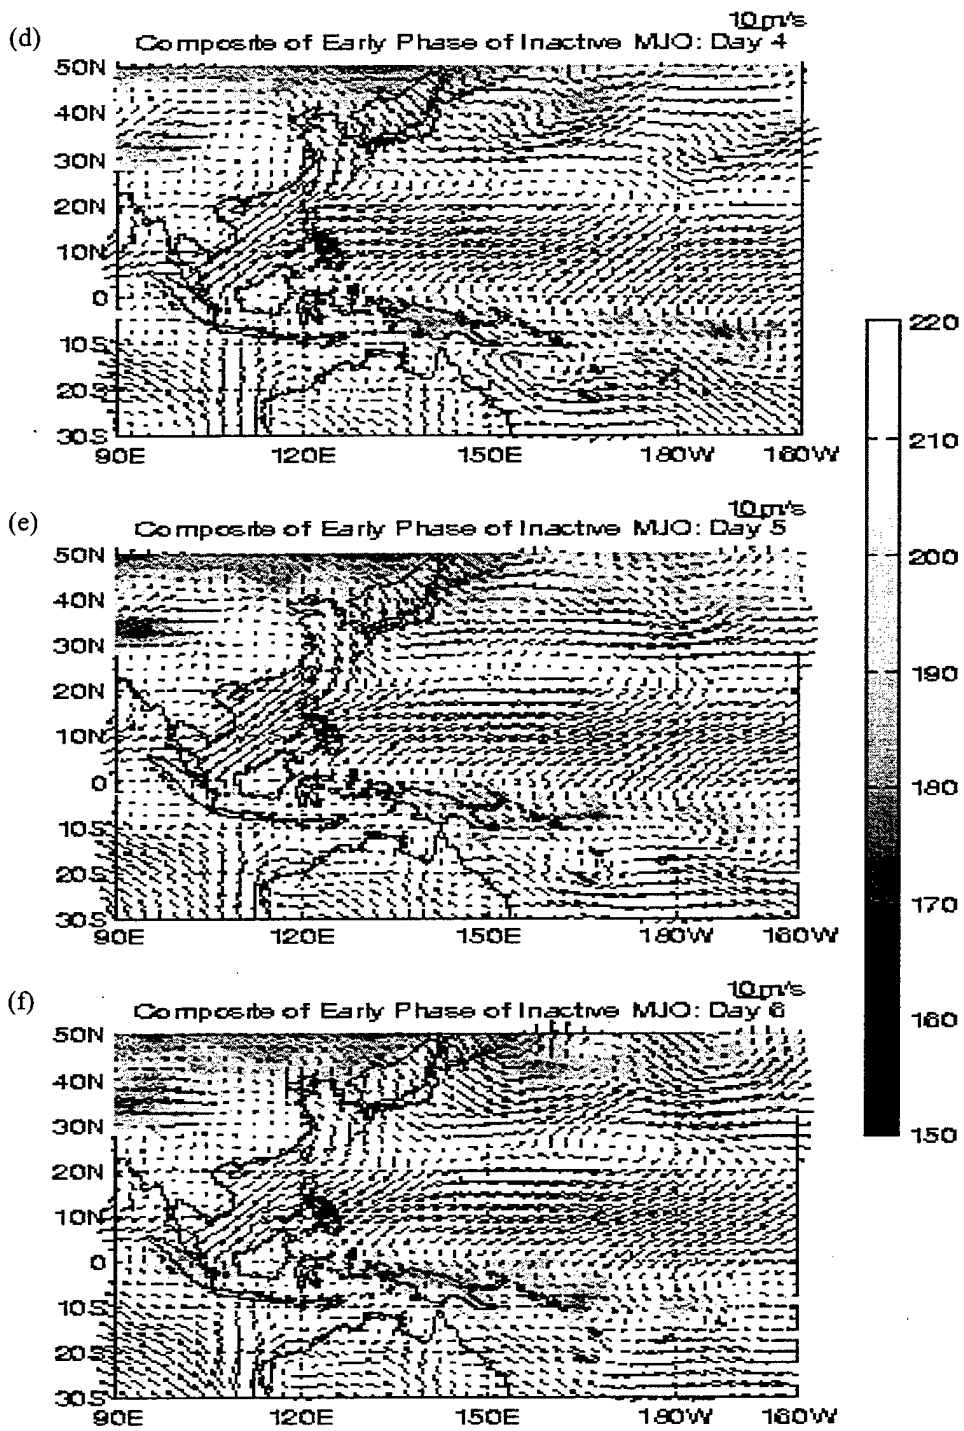 (d)
10 m/s
Composite of Early Phase of Inactive MJO: Day 4
50N
40N
30N
20N
10N
0
10S
20S
30S
90E 120E 150E 180W 160W
220
210
200
190
180
170
160
150
(e)
10 m/s
Composite of Early Phase of Inactive MJO: Day 5
50N
40N
30N
20N
10N
0
10S
20S
30S
90E 120E 150E 180W 160W
(f)
10 m/s
Composite of Early Phase of Inactive MJO: Day 6
50N
40N
30N
20N
10N
0
10S
20S
30S
90E 120E 150E 180W 160W